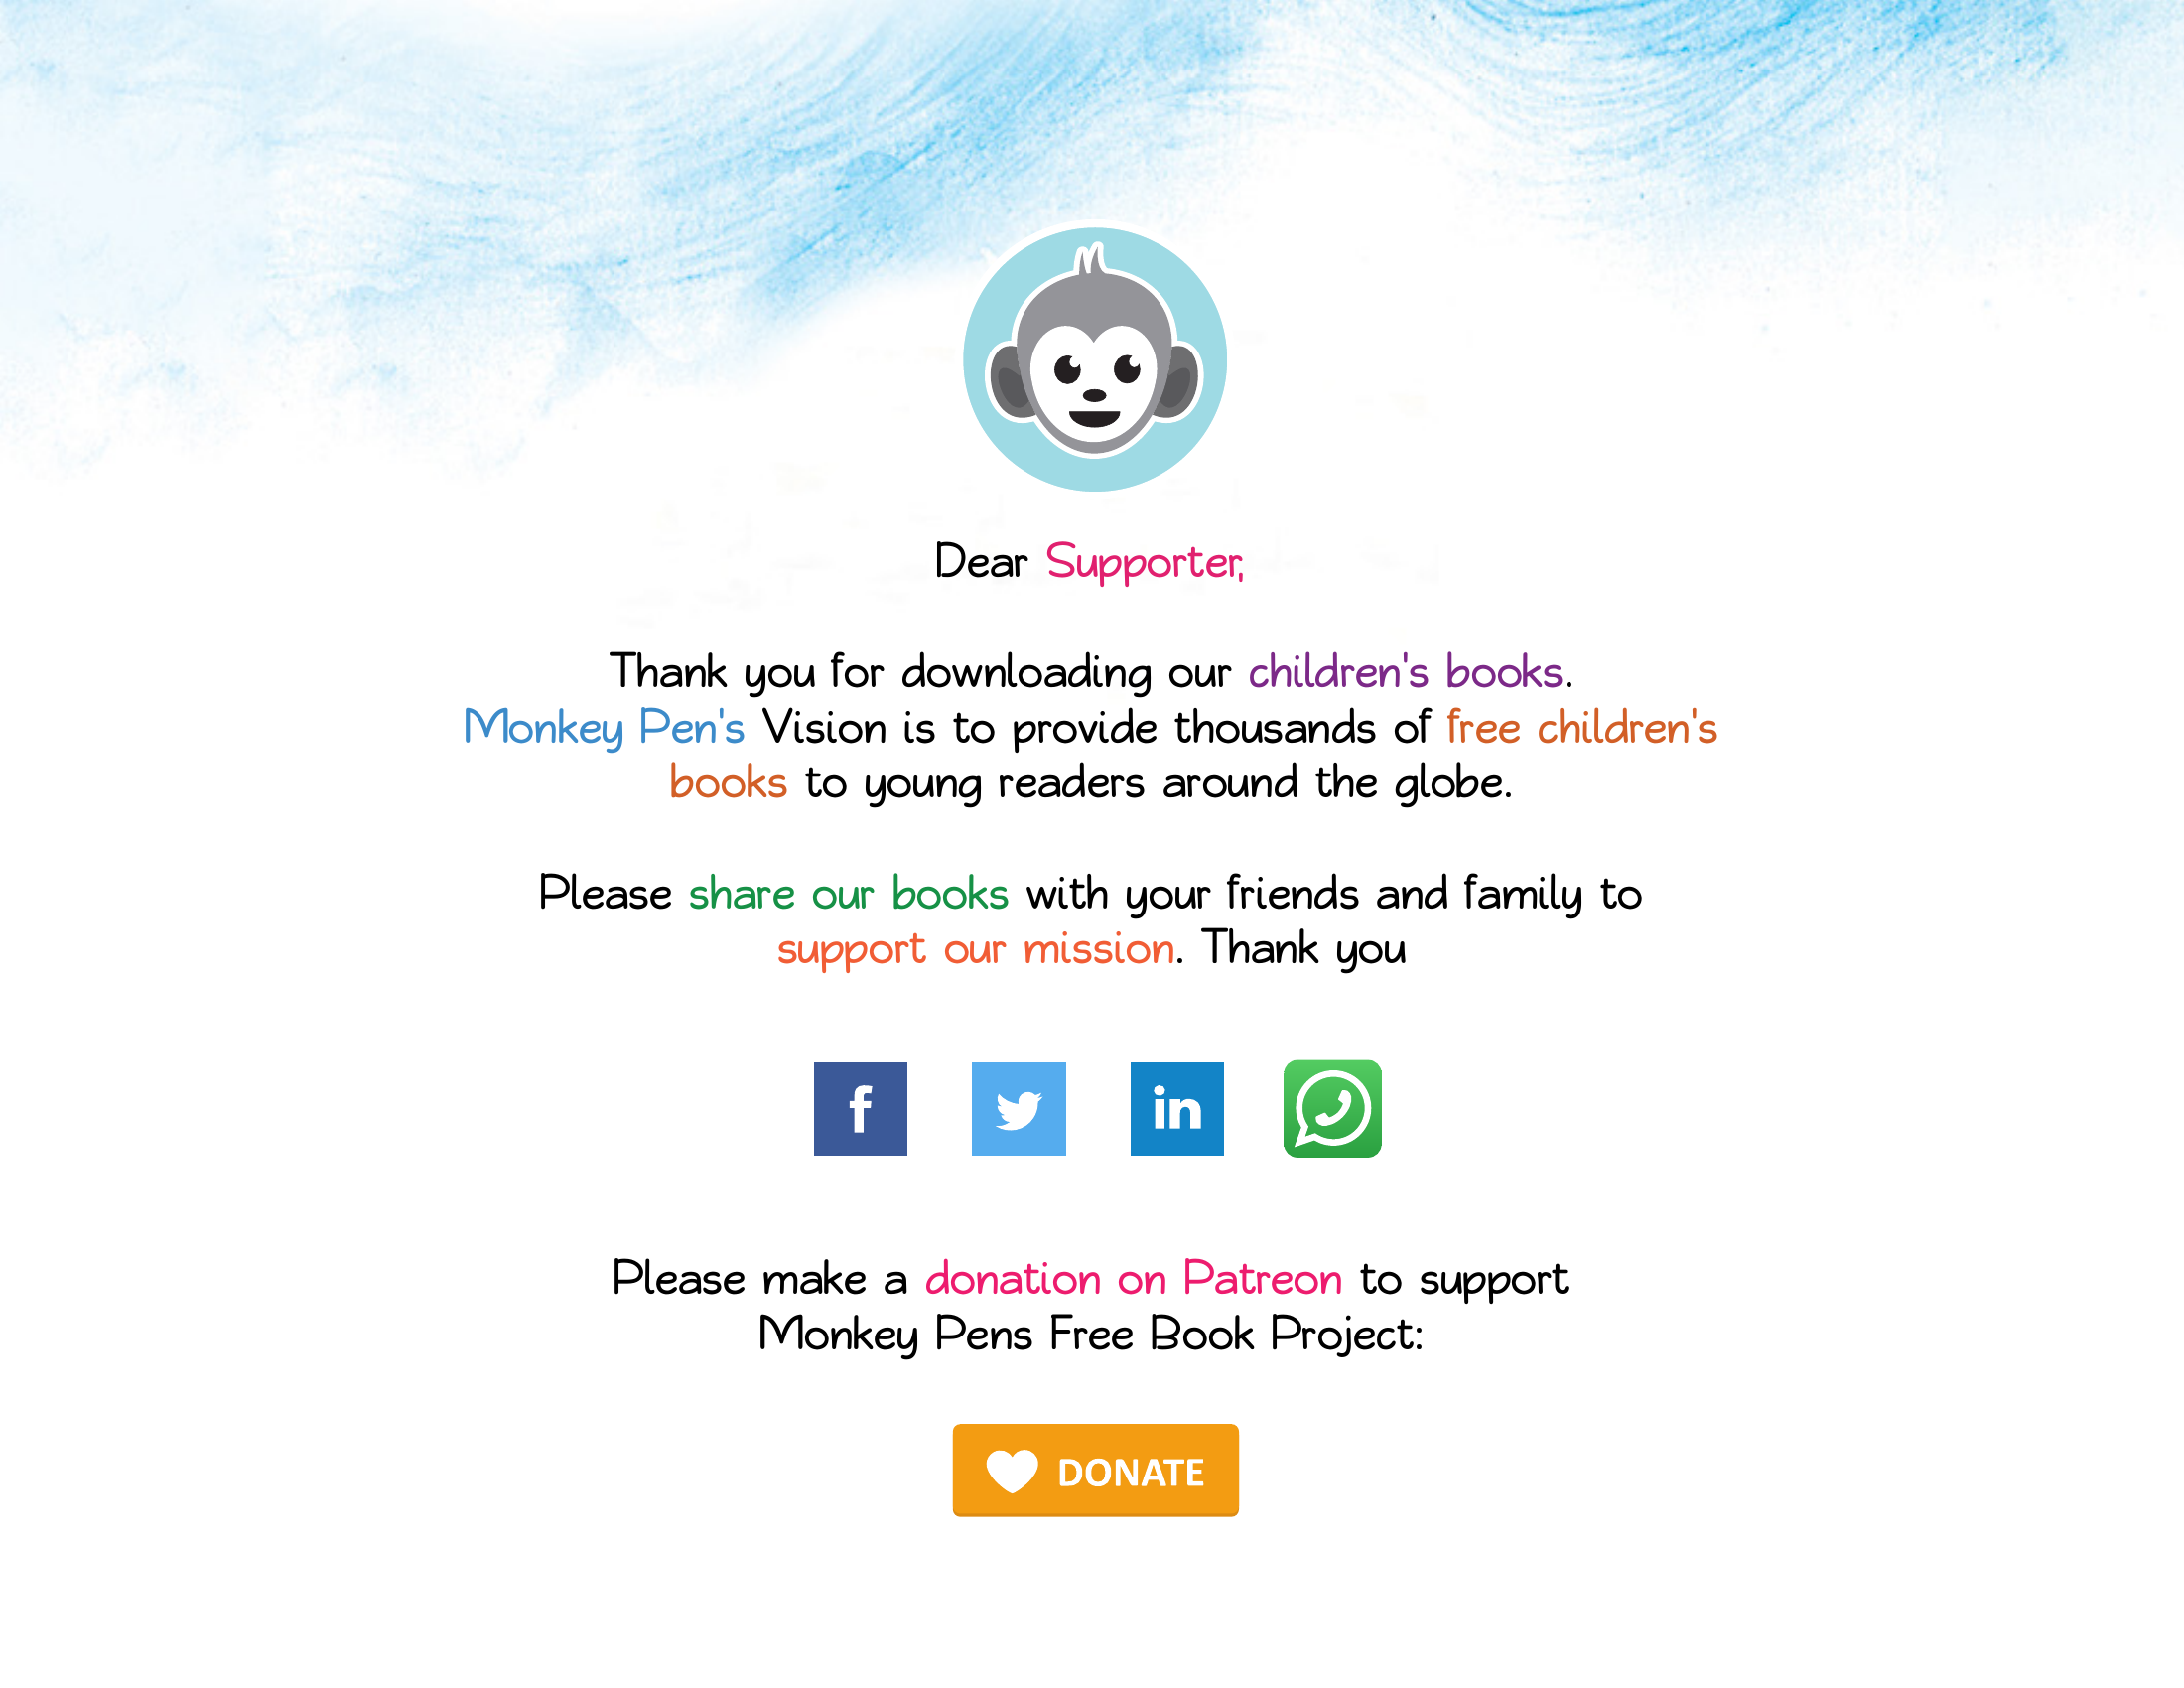 Dear Supporter,
Thank you for downloading our children's books.
Monkey Pen's Vision is to provide thousands of free children's
books to young readers around the globe.
Please share our books with your friends and family to
support our mission. Thank you
f
in
Please make a donation on Patreon to support
Monkey Pens Free Book Project:
DONATE